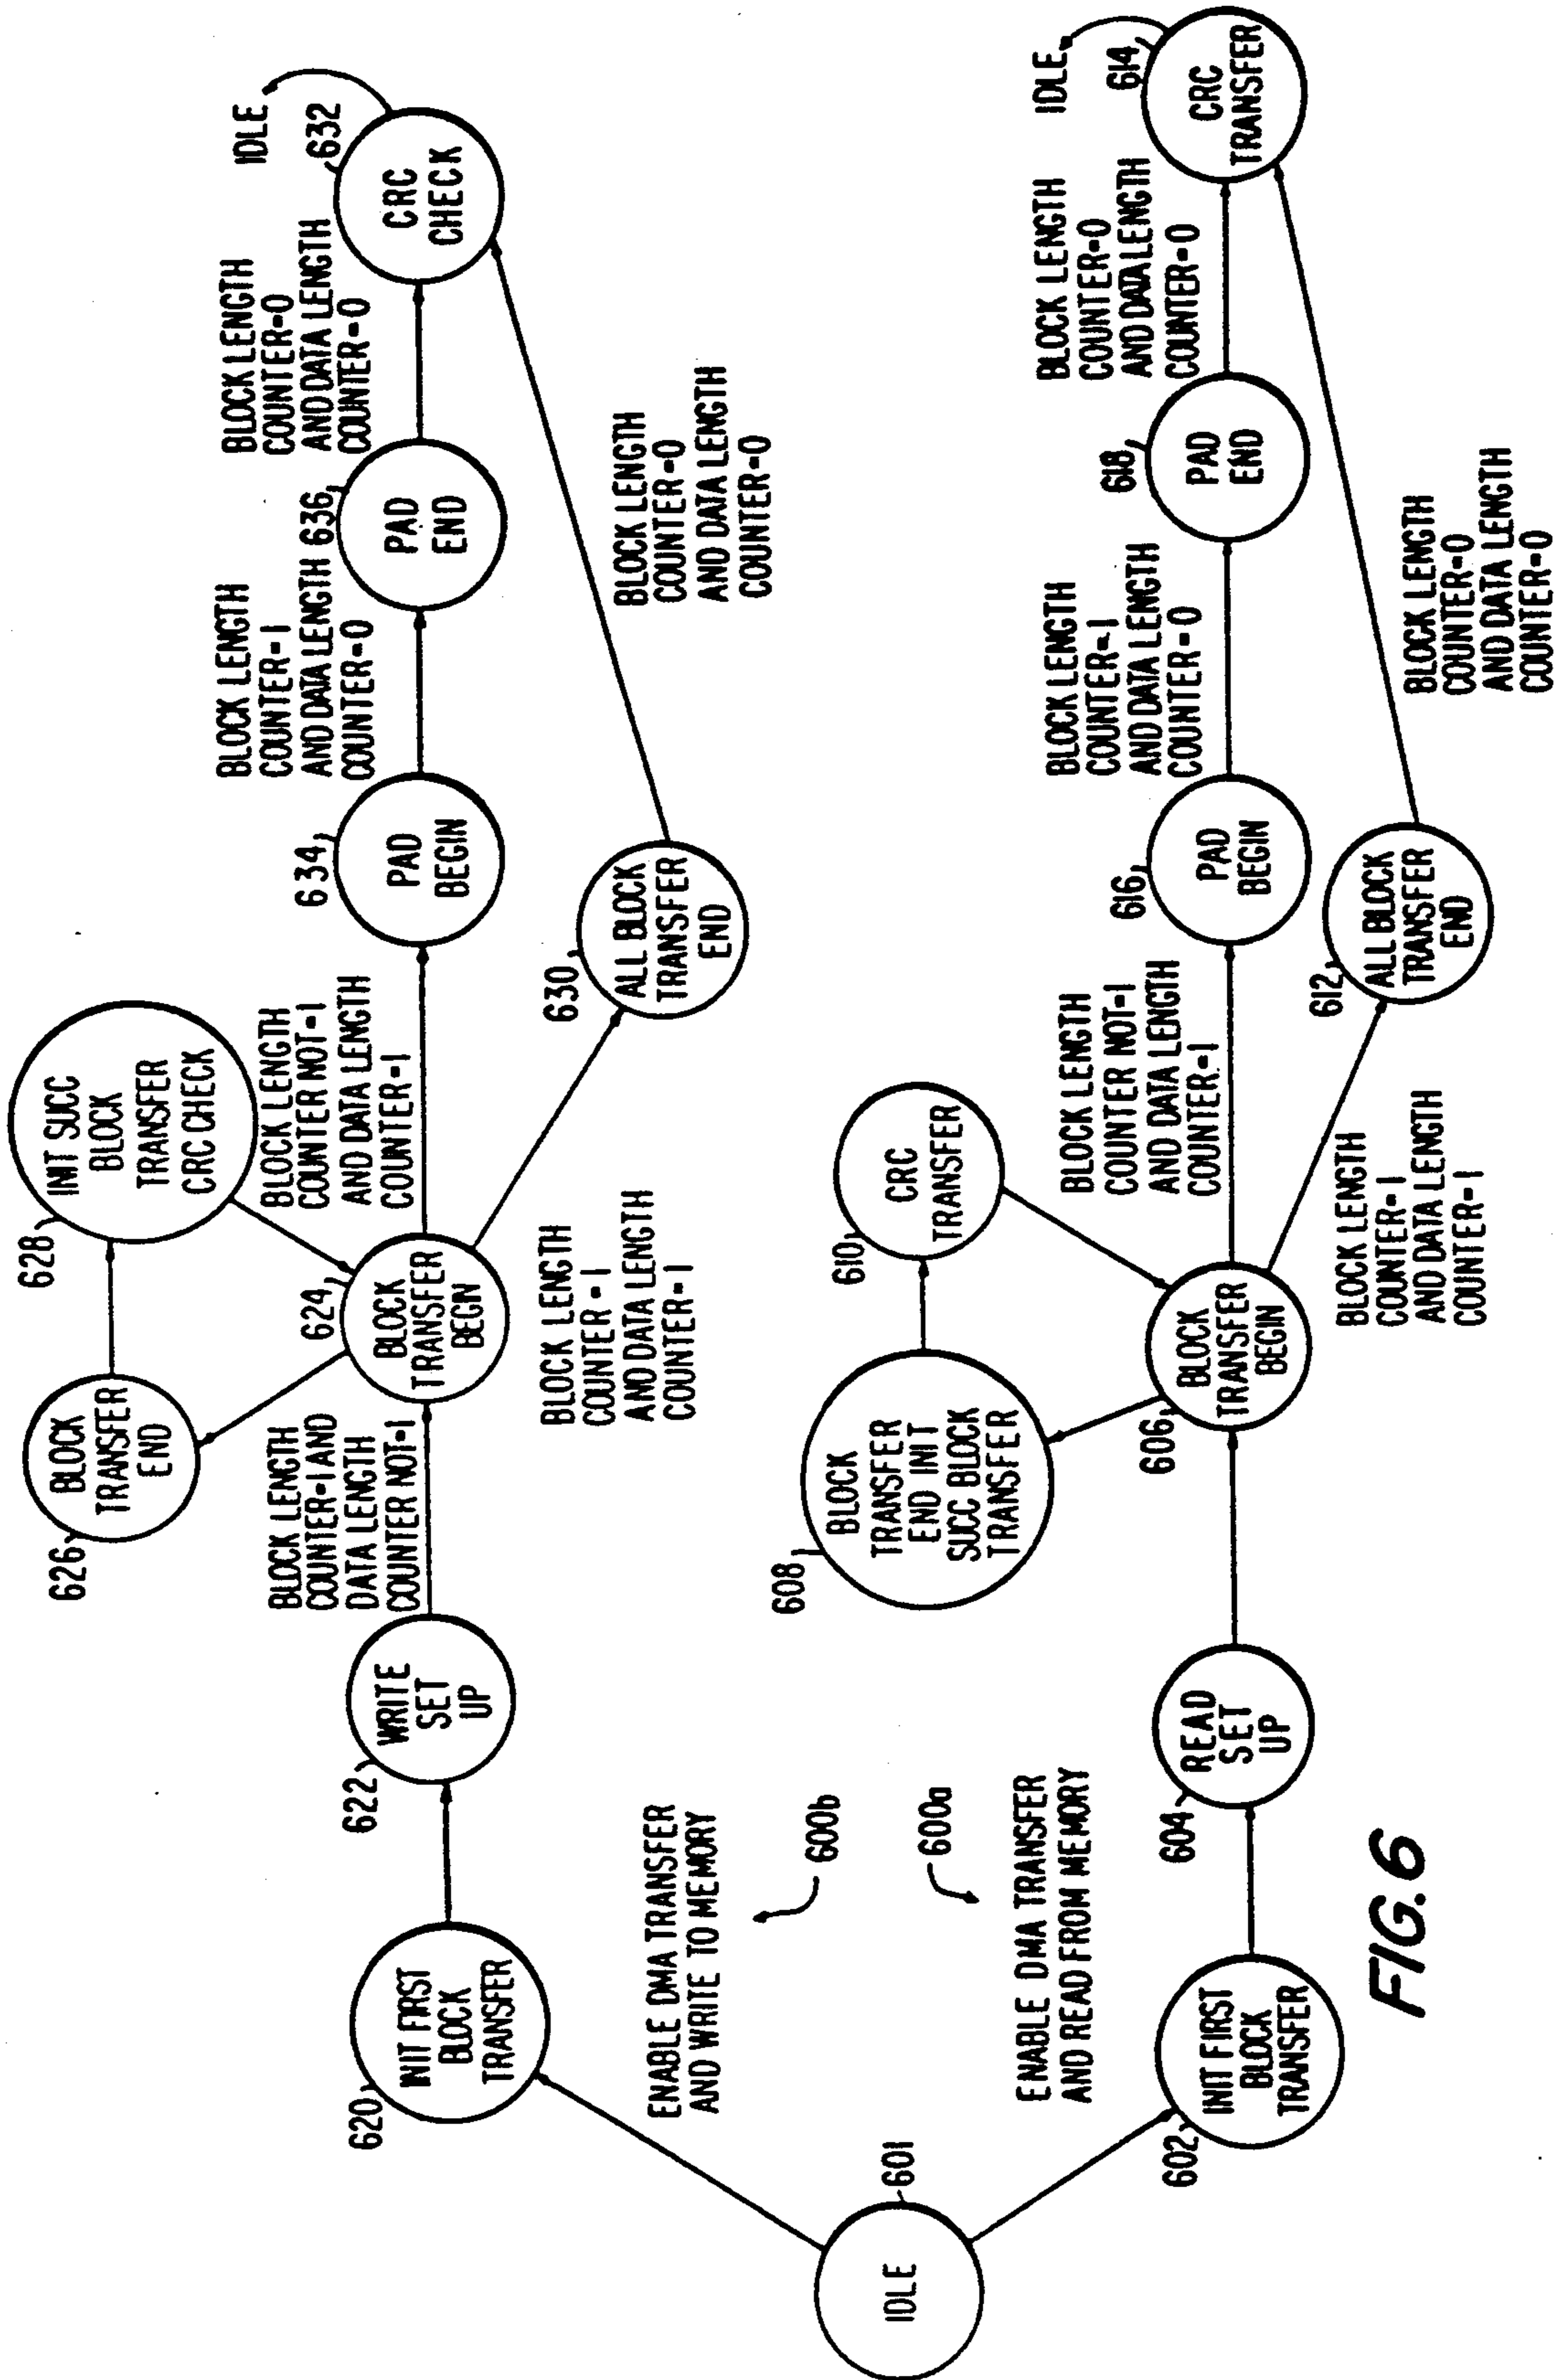 IDLE
601
620
INIT FIRST
BLOCK
TRANSFER
622
WRITE
SET
UP
BLOCK LENGTH
COUNTER=1 AND
DATA LENGTH
COUNTER NOT=1
626
BLOCK
TRANSFER
END
628
INIT SUCC
BLOCK
TRANSFER
CRC CHECK
624
BLOCK
TRANSFER
BEGIN
BLOCK LENGTH
COUNTER NOT=1
AND DATA LENGTH
COUNTER=1
BLOCK LENGTH
COUNTER = 1
AND DATA LENGTH
COUNTER=1
634
PAD
BEGIN
630
ALL BLOCK
TRANSFER
END
BLOCK LENGTH
COUNTER=1
AND DATA LENGTH
COUNTER=0
636
PAD
END
BLOCK LENGTH
COUNTER=0
AND DATA LENGTH
COUNTER=0
BLOCK LENGTH
COUNTER=0
AND DATA LENGTH
COUNTER=0
IDLE
632
CRC
CHECK
ENABLE DMA TRANSFER
AND WRITE TO MEMORY
600b
600a
ENABLE DMA TRANSFER
AND READ FROM MEMORY
602
INIT FIRST
BLOCK
TRANSFER
604
READ
SET
UP
608
BLOCK
TRANSFER
END INIT
SUCC BLOCK
TRANSFER
610
CRC
TRANSFER
606
BLOCK
TRANSFER
BEGIN
BLOCK LENGTH
COUNTER NOT=1
AND DATA LENGTH
COUNTER=1
BLOCK LENGTH
COUNTER=1
AND DATA LENGTH
COUNTER=1
616
PAD
BEGIN
612
ALL BLOCK
TRANSFER
END
BLOCK LENGTH
COUNTER=1
AND DATA LENGTH
COUNTER=0
618
PAD
END
BLOCK LENGTH
COUNTER=0
AND DATA LENGTH
COUNTER=0
BLOCK LENGTH
COUNTER=0
AND DATA LENGTH
COUNTER=0
IDLE
614
CRC
TRANSFER
FIG. 6